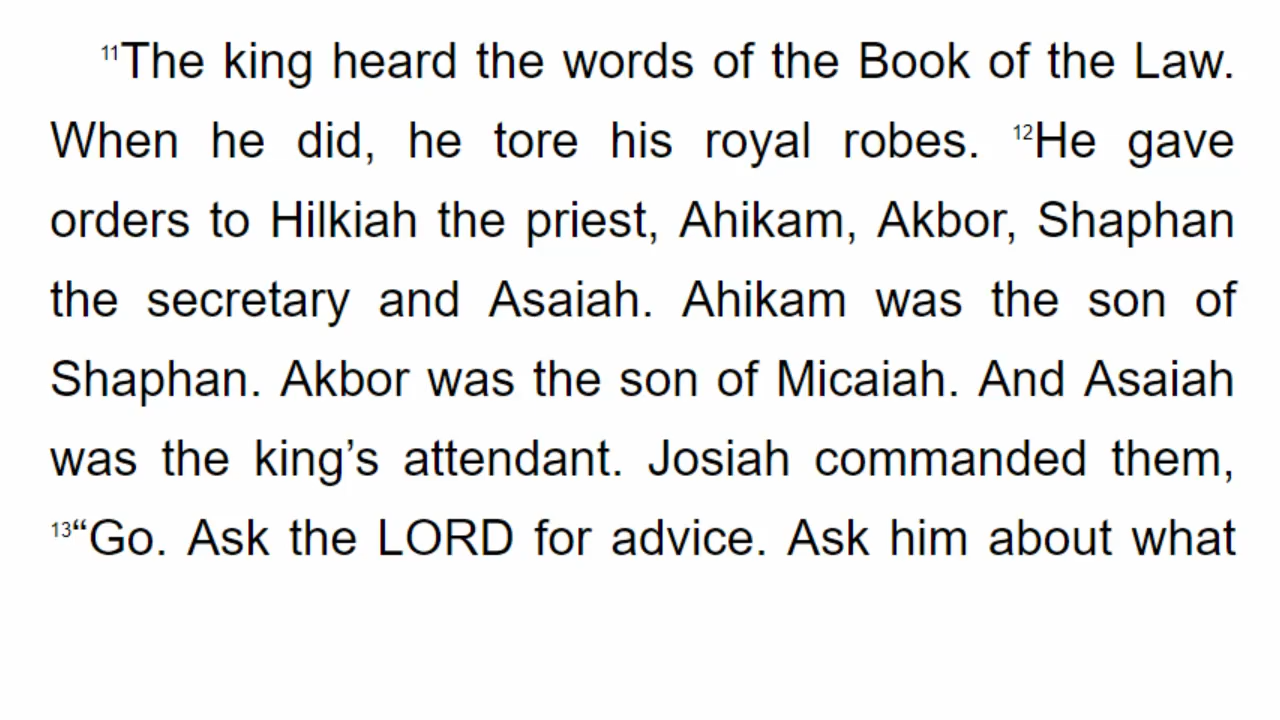 11The king heard the words of the Book of the Law.
When he did, he tore his royal robes. 12He gave
orders to Hilkiah the priest, Ahikam, Akbor, Shaphan
the secretary and Asaiah. Ahikam was the son of
Shaphan. Akbor was the son of Micaiah. And Asaiah
was the king’s attendant. Josiah commanded them,
13“Go. Ask the LORD for advice. Ask him about what